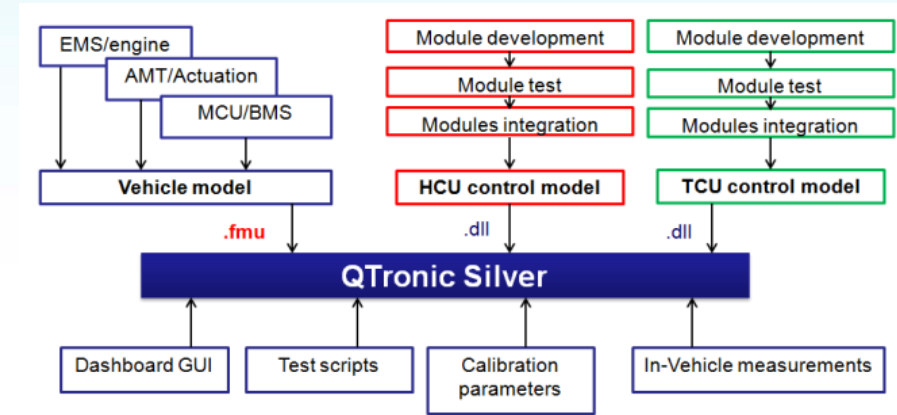 EMS/engine
AMT/Actuation
MCU/BMS
Vehicle model
Module development
Module test
Modules integration
HCU control model
Module development
Module test
Modules integration
TCU control model
.fmu
.dll
.dll
QTronic Silver
Dashboard GUI
Test scripts
Calibration
parameters
In-Vehicle measurements